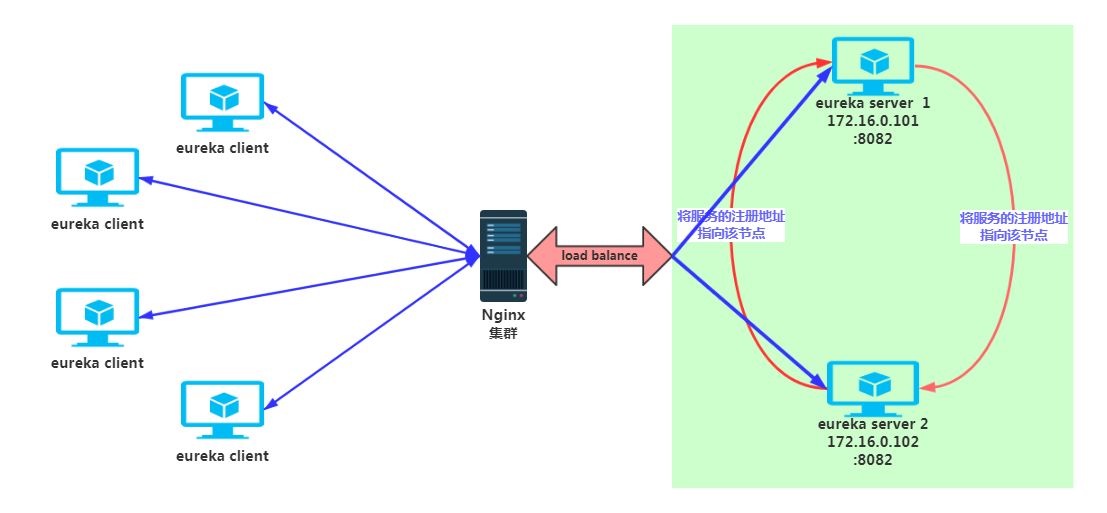 eureka client
eureka client
eureka client
eureka client
Nginx
集群
load balance
eureka server 1
172.16.0.101
:8082
将服务的注册地址
指向该节点
将服务的注册地址
指向该节点
eureka server 2
172.16.0.102
:8082